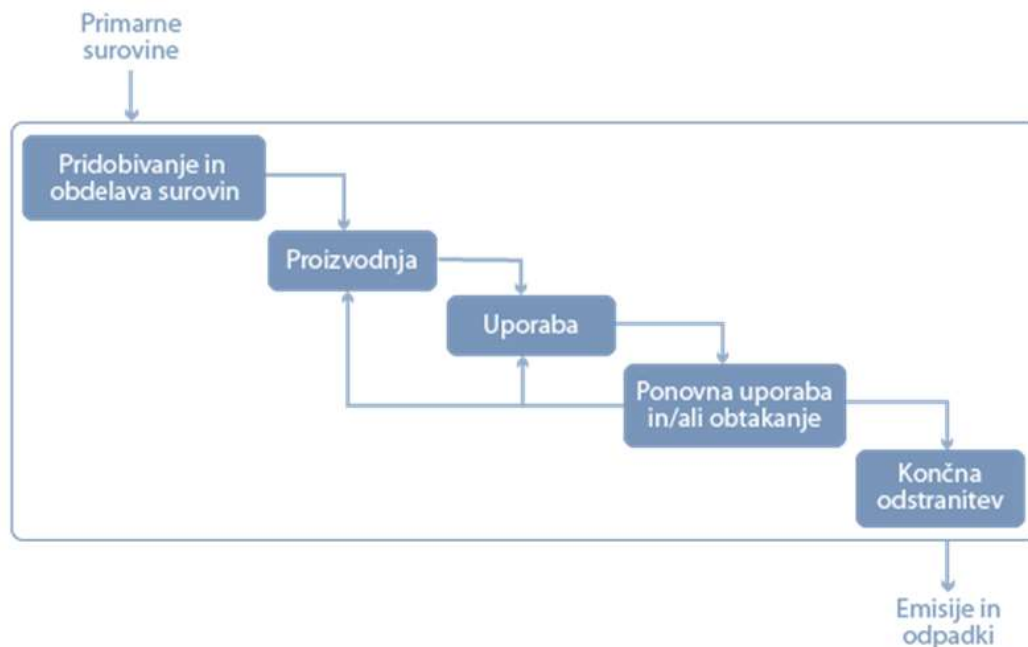 Primarne
surovine
Pridobivanje in
obdelava surovin
Proizvodnja
Uporaba
Ponovna uporaba
in/ali obtakanje
Končna
odstranitev
Emisije in
odpadki